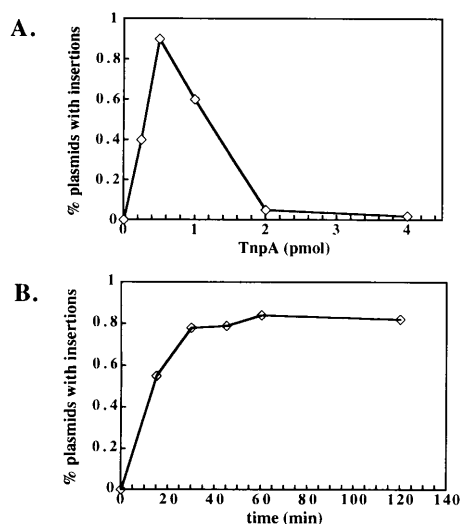 A.
% plasmids with insertions
1
0.8
0.6
0.4
0.2
0
0 1 2 3 4
TnpA (pmol)
B.
% plasmids with insertions
1
0.8
0.6
0.4
0.2
0
0 20 40 60 80 100 120 140
time (min)